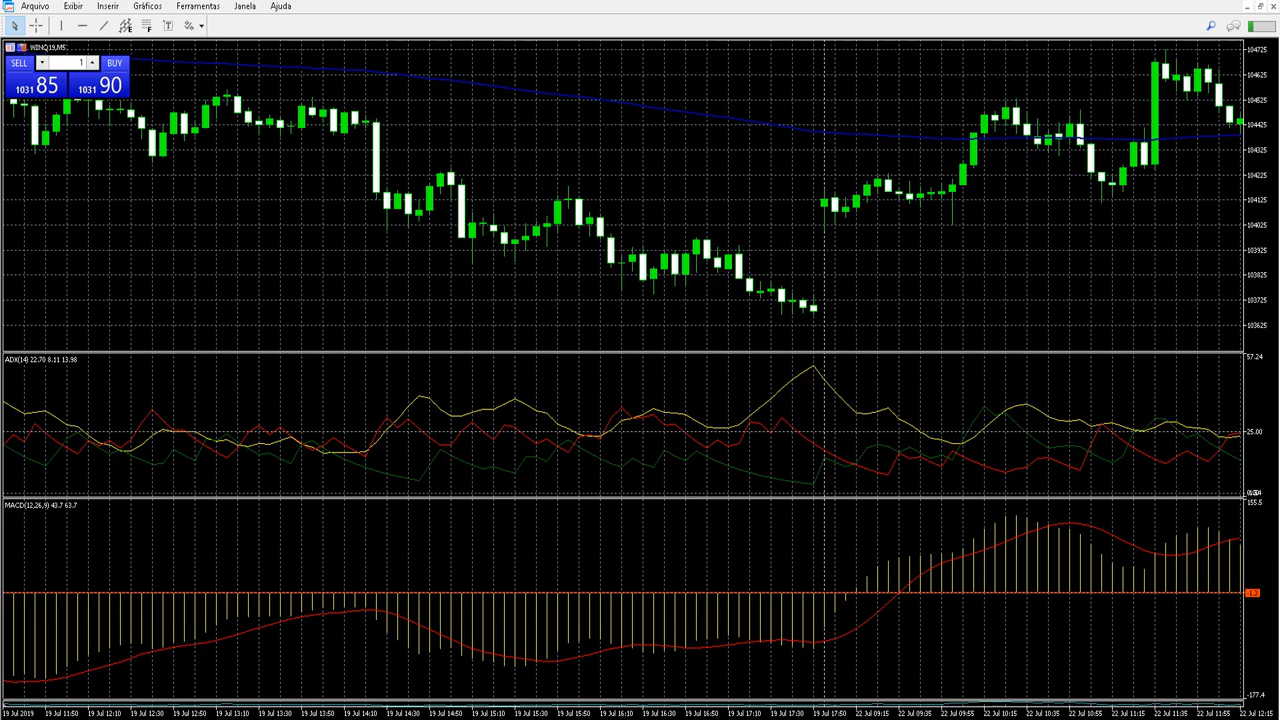 Arquivo Exibir Inserir Gráficos Ferramentas Janela Ajuda
E F T
WINQ19,M5
SELL 1 BUY
1031 85 1031 90
104725
104625
104525
104425
104325
104225
104125
104025
103925
103825
103725
103625
ADX(14) 22.70 8.11 13.98
57.24
25.00
MACD(12,26,9) 43.7 63.7
155.5
-1.3
-177.4
19 Jul 2019 19 Jul 11:50 19 Jul 12:10 19 Jul 12:30 19 Jul 12:50 19 Jul 13:10 19 Jul 13:30 19 Jul 13:50 19 Jul 14:10 19 Jul 14:30 19 Jul 14:50 19 Jul 15:10 19 Jul 15:30 19 Jul 15:50 19 Jul 16:10 19 Jul 16:30 19 Jul 16:50 19 Jul 17:10 19 Jul 17:30 19 Jul 17:50 22 Jul 09:15 22 Jul 09:35 22 Jul 09:55 22 Jul 10:15 22 Jul 10:35 22 Jul 10:55 22 Jul 11:15 22 Jul 11:35 22 Jul 11:55 22 Jul 12:15